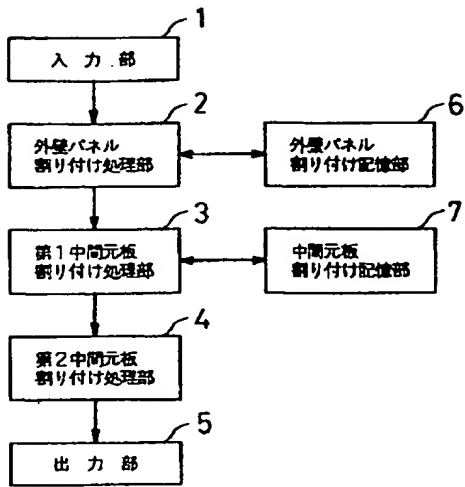 1
入力部
2
外壁パネル
割り付け処理部
6
外壁パネル
割り付け記憶部
3
第1中間元板
割り付け処理部
7
中間元板
割り付け記憶部
4
第2中間元板
割り付け処理部
5
出力部